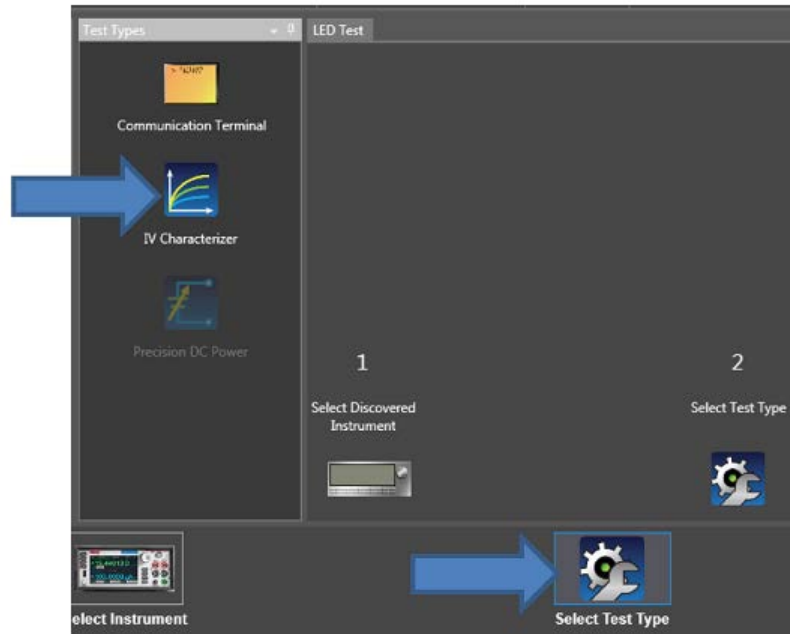 Test Types
LED Test
Communication Terminal
IV Characterizer
Precision DC Power
1
Select Discovered
Instrument
2
Select Test Type
elect Instrument
Select Test Type